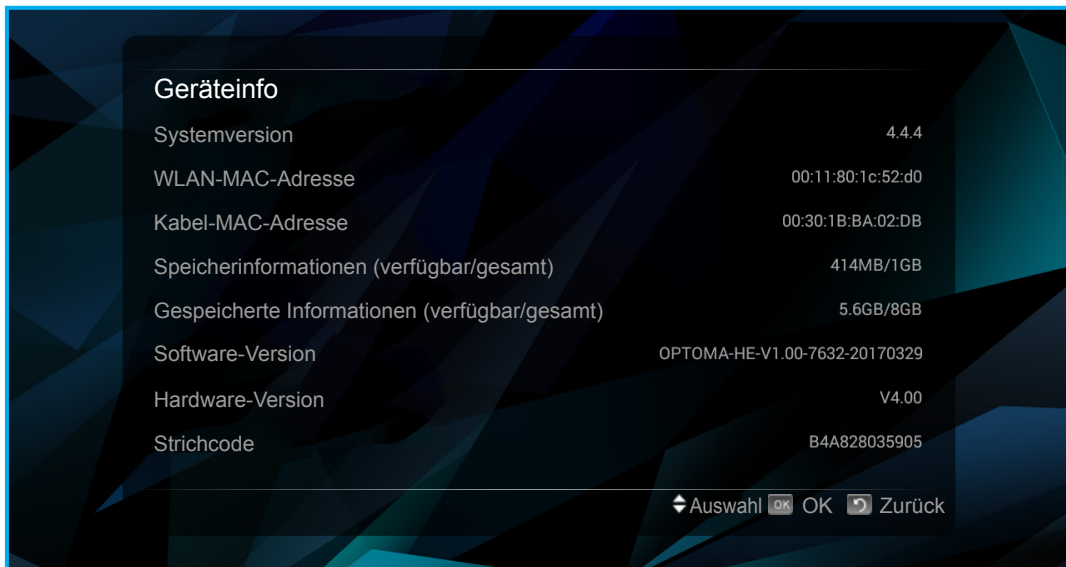 Geräteinfo
Systemversion 4.4.4
WLAN-MAC-Adresse 00:11:80:1c:52:d0
Kabel-MAC-Adresse 00:30:1B:BA:02:DB
Speicherinformationen (verfügbar/gesamt) 414MB/1GB
Gespeicherte Informationen (verfügbar/gesamt) 5.6GB/8GB
Software-Version OPTOMA-HE-V1.00-7632-20170329
Hardware-Version V4.00
Strichcode B4A828035905
Auswahl OK OK Zurück